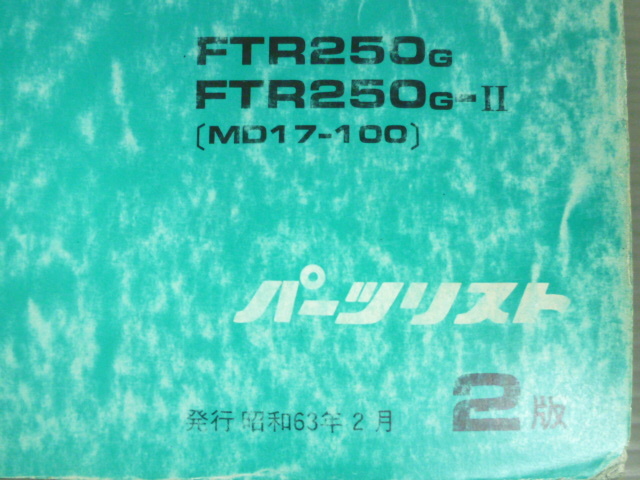 FTR250G
FTR250G-II
(MD17-100)
パーツリスト
発行 昭和63年2月 2版